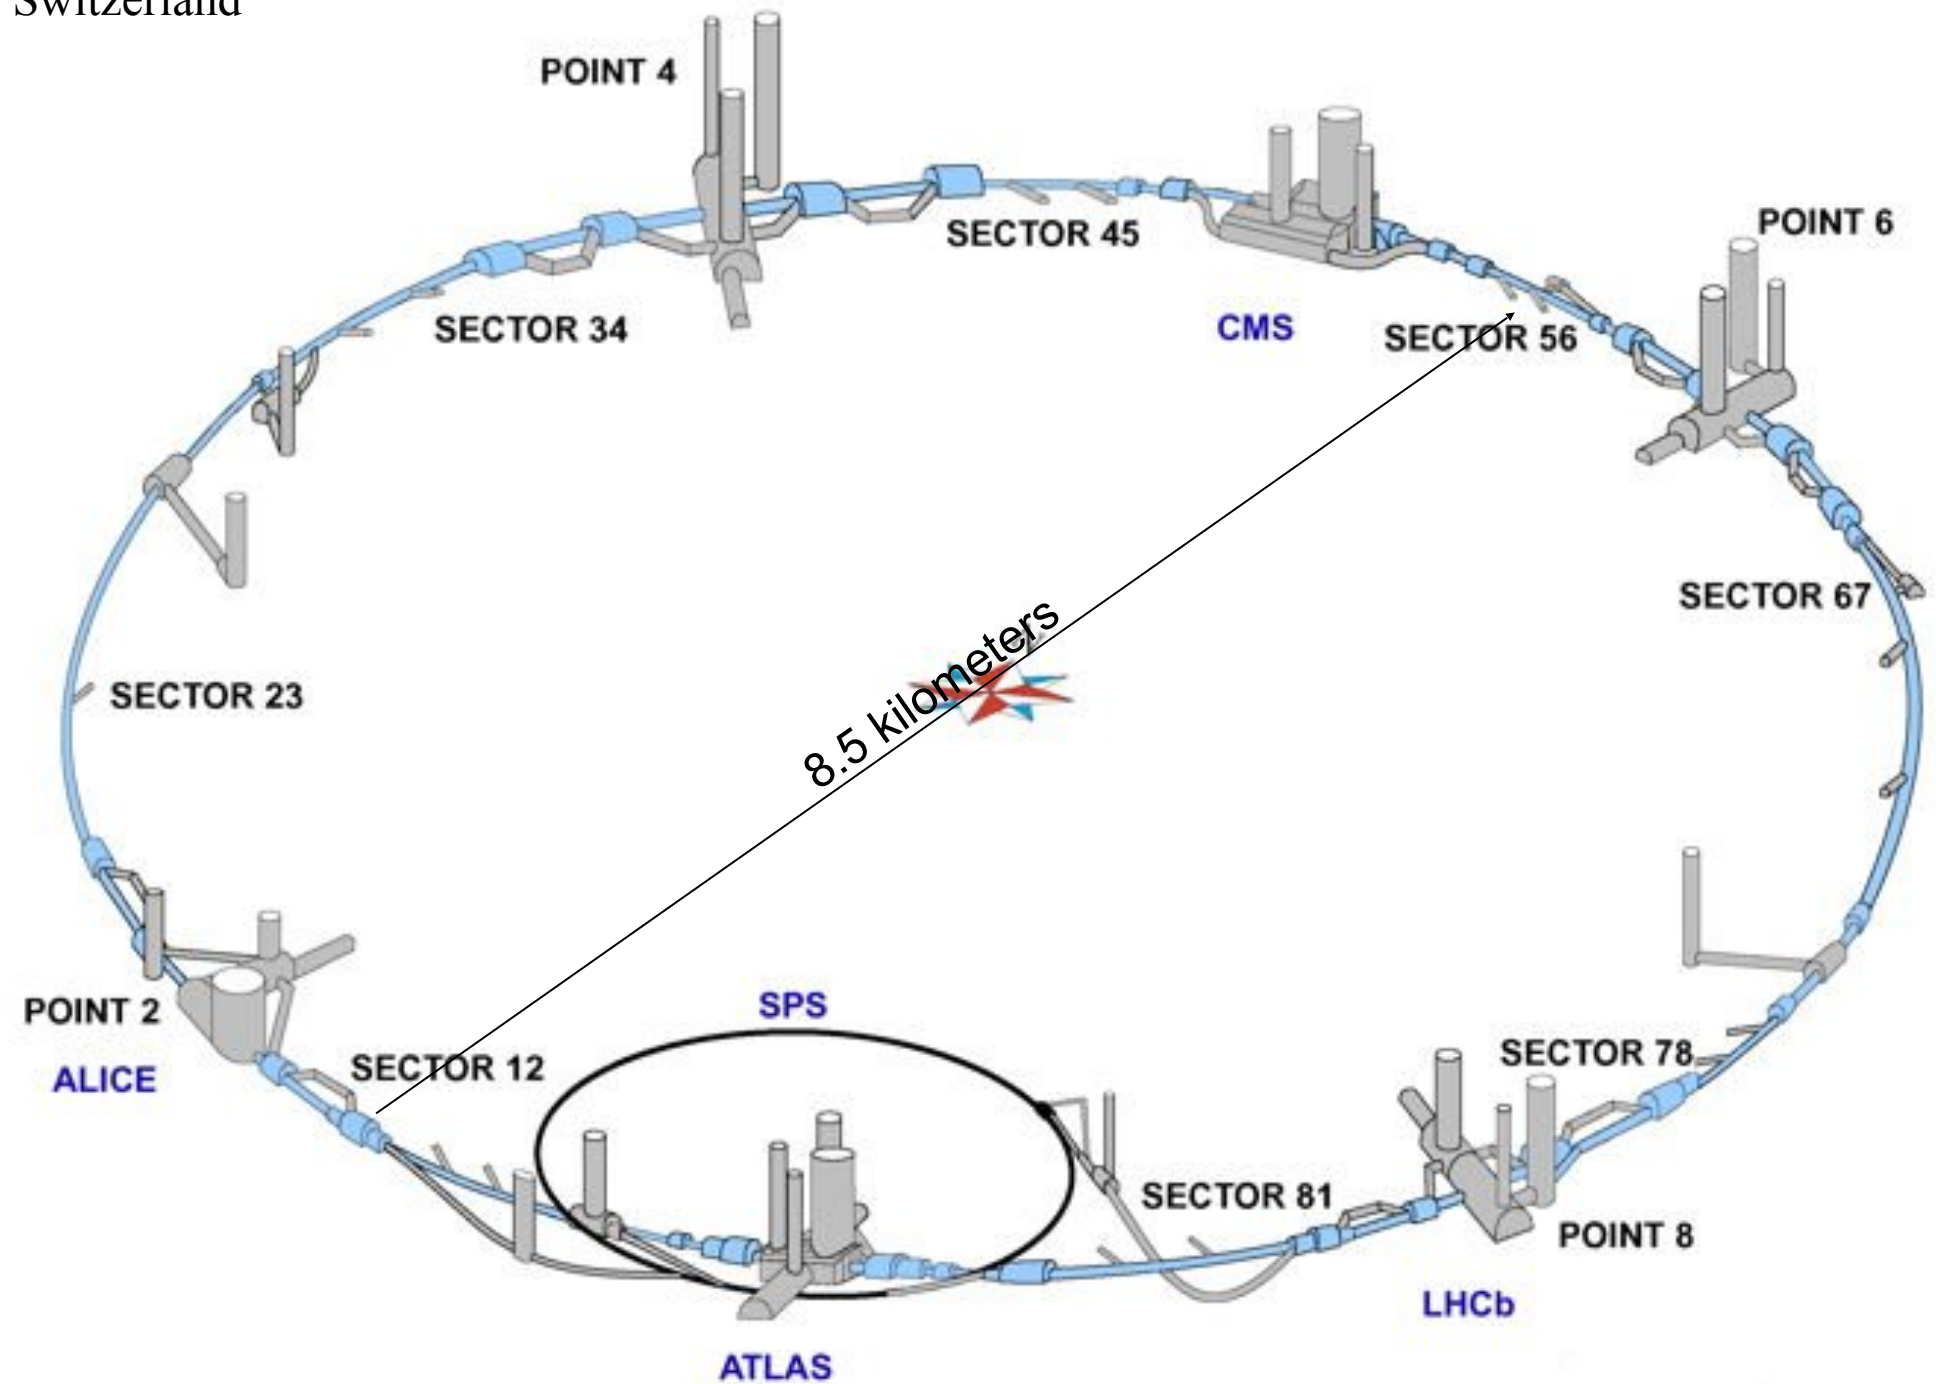 Switzerland
POINT 4
POINT 6
SECTOR 45
CMS
SECTOR 34
SECTOR 56
SECTOR 67
8.5 kilometers
SECTOR 23
SPS
POINT 2
ALICE
SECTOR 12
SECTOR 78
SECTOR 81
POINT 8
LHCb
ATLAS